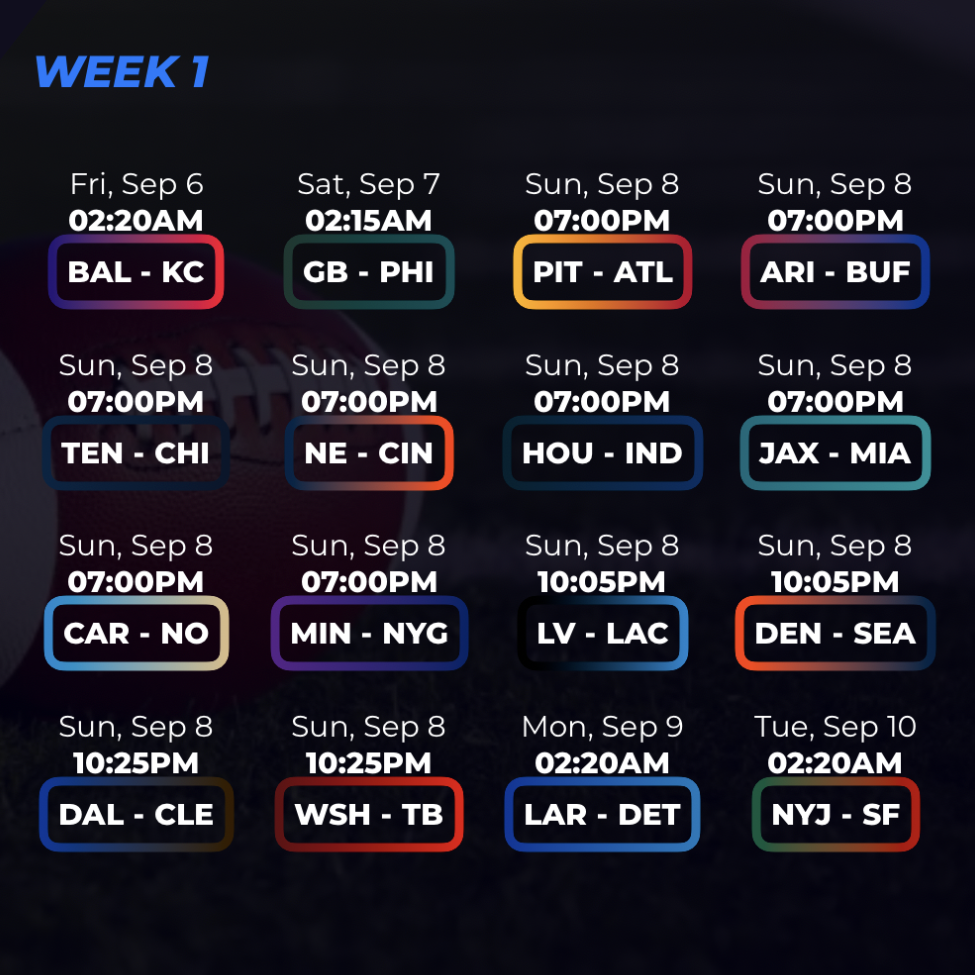 WEEK 1
Fri, Sep 6
02:20AM
BAL - KC
Sat, Sep 7
02:15AM
GB - PHI
Sun, Sep 8
07:00PM
PIT - ATL
Sun, Sep 8
07:00PM
ARI - BUF
Sun, Sep 8
07:00PM
TEN - CHI
Sun, Sep 8
07:00PM
NE - CIN
Sun, Sep 8
07:00PM
HOU - IND
Sun, Sep 8
07:00PM
JAX - MIA
Sun, Sep 8
07:00PM
CAR - NO
Sun, Sep 8
07:00PM
MIN - NYG
Sun, Sep 8
10:05PM
LV - LAC
Sun, Sep 8
10:05PM
DEN - SEA
Sun, Sep 8
10:25PM
DAL - CLE
Sun, Sep 8
10:25PM
WSH - TB
Mon, Sep 9
02:20AM
LAR - DET
Tue, Sep 10
02:20AM
NYJ - SF